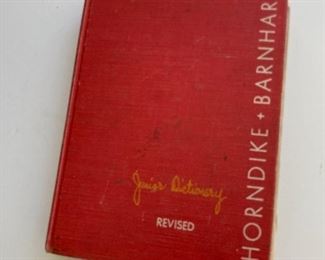 HORNDIKE + BARNHAR
Junior Dictionary
REVISED